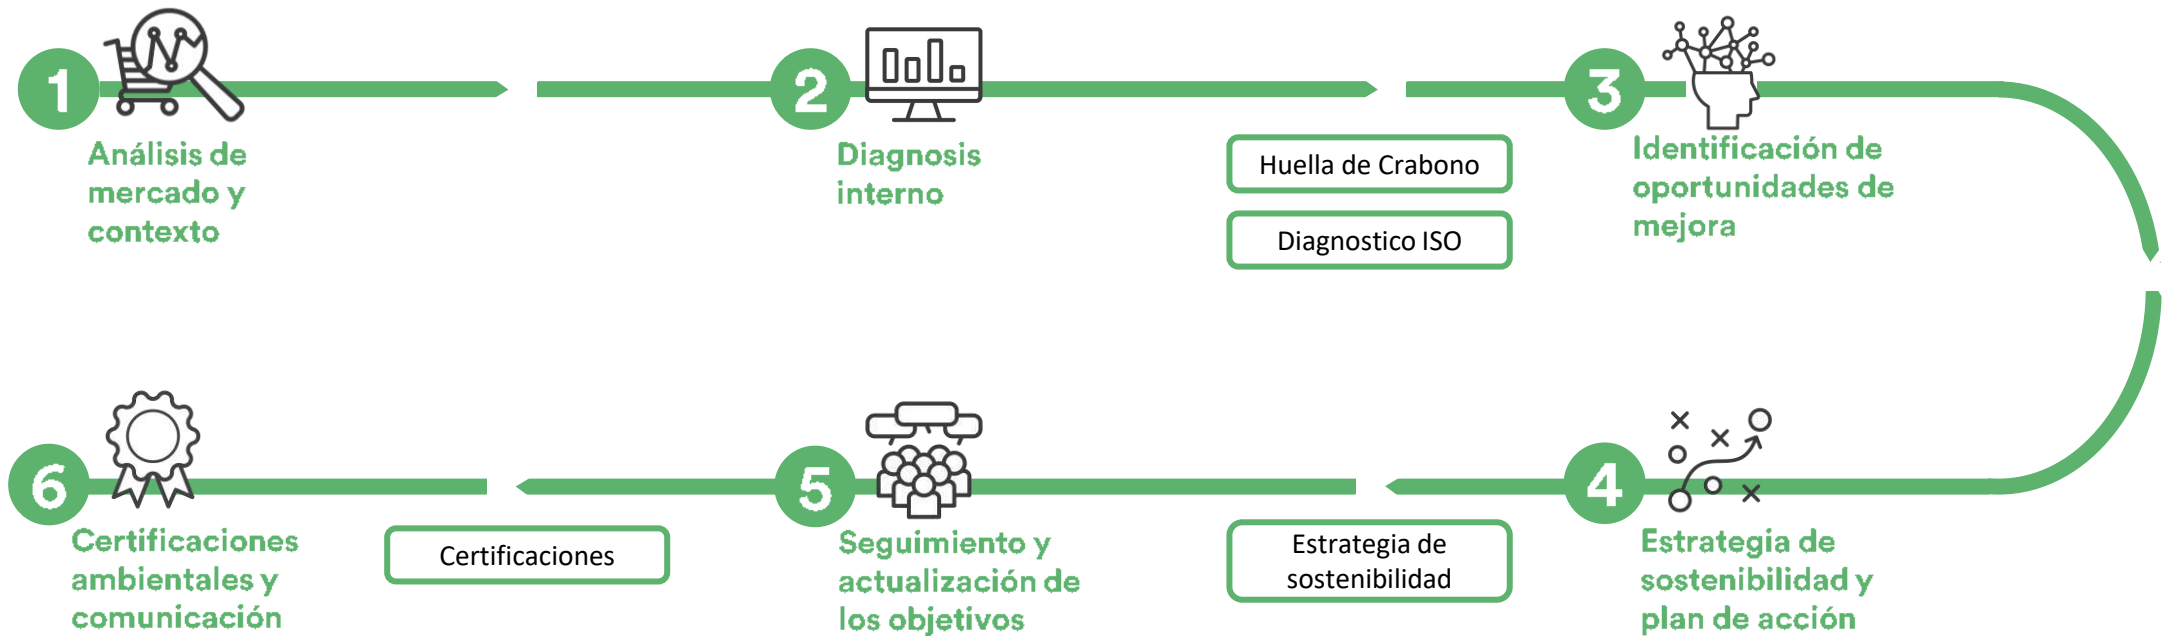 1
Análisis de
mercado y
contexto
2
Diagnosis
interno
Huella de Crabono
Diagnostico ISO
3
Identificación de
oportunidades de
mejora
4
Estrategia de
sostenibilidad y
plan de acción
Estrategia de
sostenibilidad
5
Seguimiento y
actualización de
los objetivos
Certificaciones
6
Certificaciones
ambientales y
comunicación